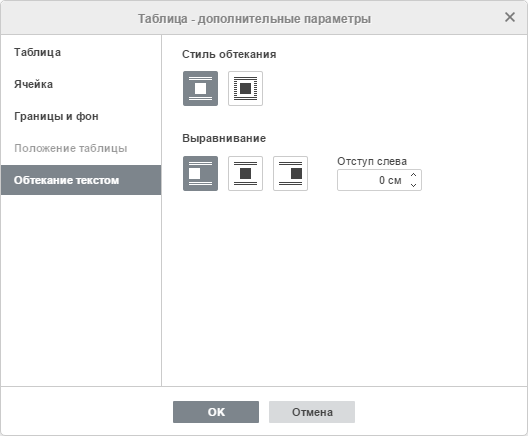 Таблица - дополнительные параметры
Таблица
Ячейка
Границы и фон
Положение таблицы
Обтекание текстом
Стиль обтекания
Выравнивание
Отступ слева
0 см
OK
Отмена